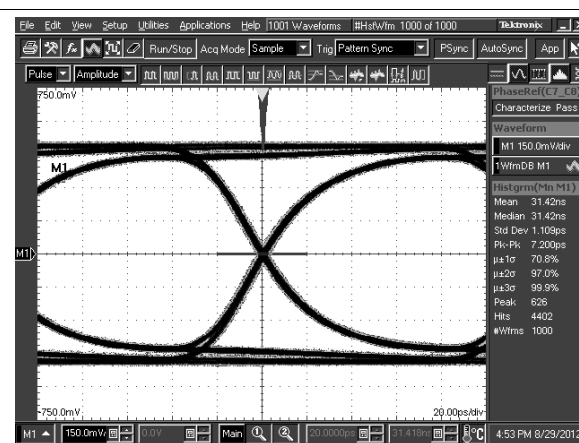 File Edit View Setup Utilities Applications Help 1001 Waveforms #HstWfm 1000 of 1000 Tektronix
Run/Stop Acq Mode Sample Trig Pattern Sync PSync AutoSync App
Pulse Amplitude
750.0mV
PhaseRef(C7_C8)
Characterize Pass
Waveform
M1 150.0mV/div
1WfmDB M1
M1
Histgrm(Mn M1)
Mean 31.42ns
Median 31.42ns
Std Dev 1.109ps
Pk-Pk 7.200ps
µ±1σ 70.8%
M1
µ±2σ 97.0%
µ±3σ 99.9%
Peak 626
Hits 4402
#Wfms 1000
-750.0mV 20.00ps/div
M1 150.0mV/ 0.0V Main 1 2 20.0000ps 31.418ns °C 4:53 PM 8/29/2012